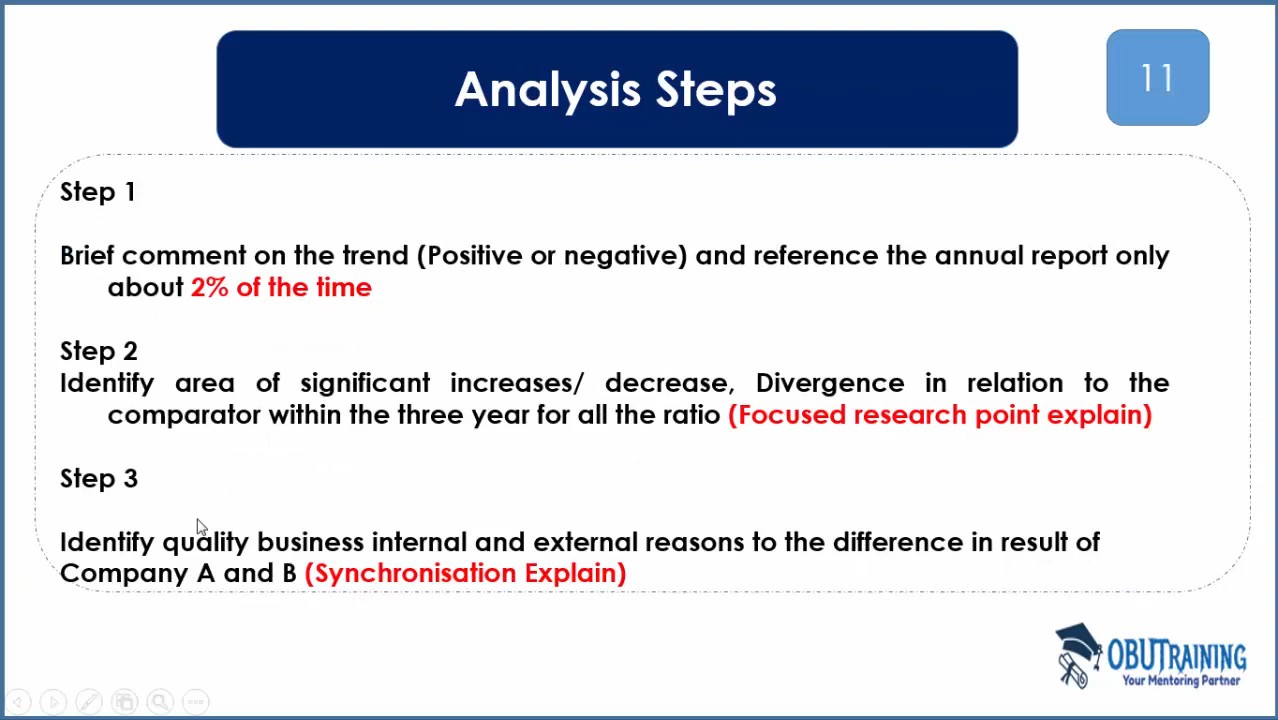 Analysis Steps
11
Step 1
Brief comment on the trend (Positive or negative) and reference the annual report only
about 2% of the time
Step 2
Identify area of significant increases/ decrease, Divergence in relation to the
comparator within the three year for all the ratio (Focused research point explain)
Step 3
Identify quality business internal and external reasons to the difference in result of
Company A and B (Synchronisation Explain)
OBUTRAINING
Your Mentoring Partner